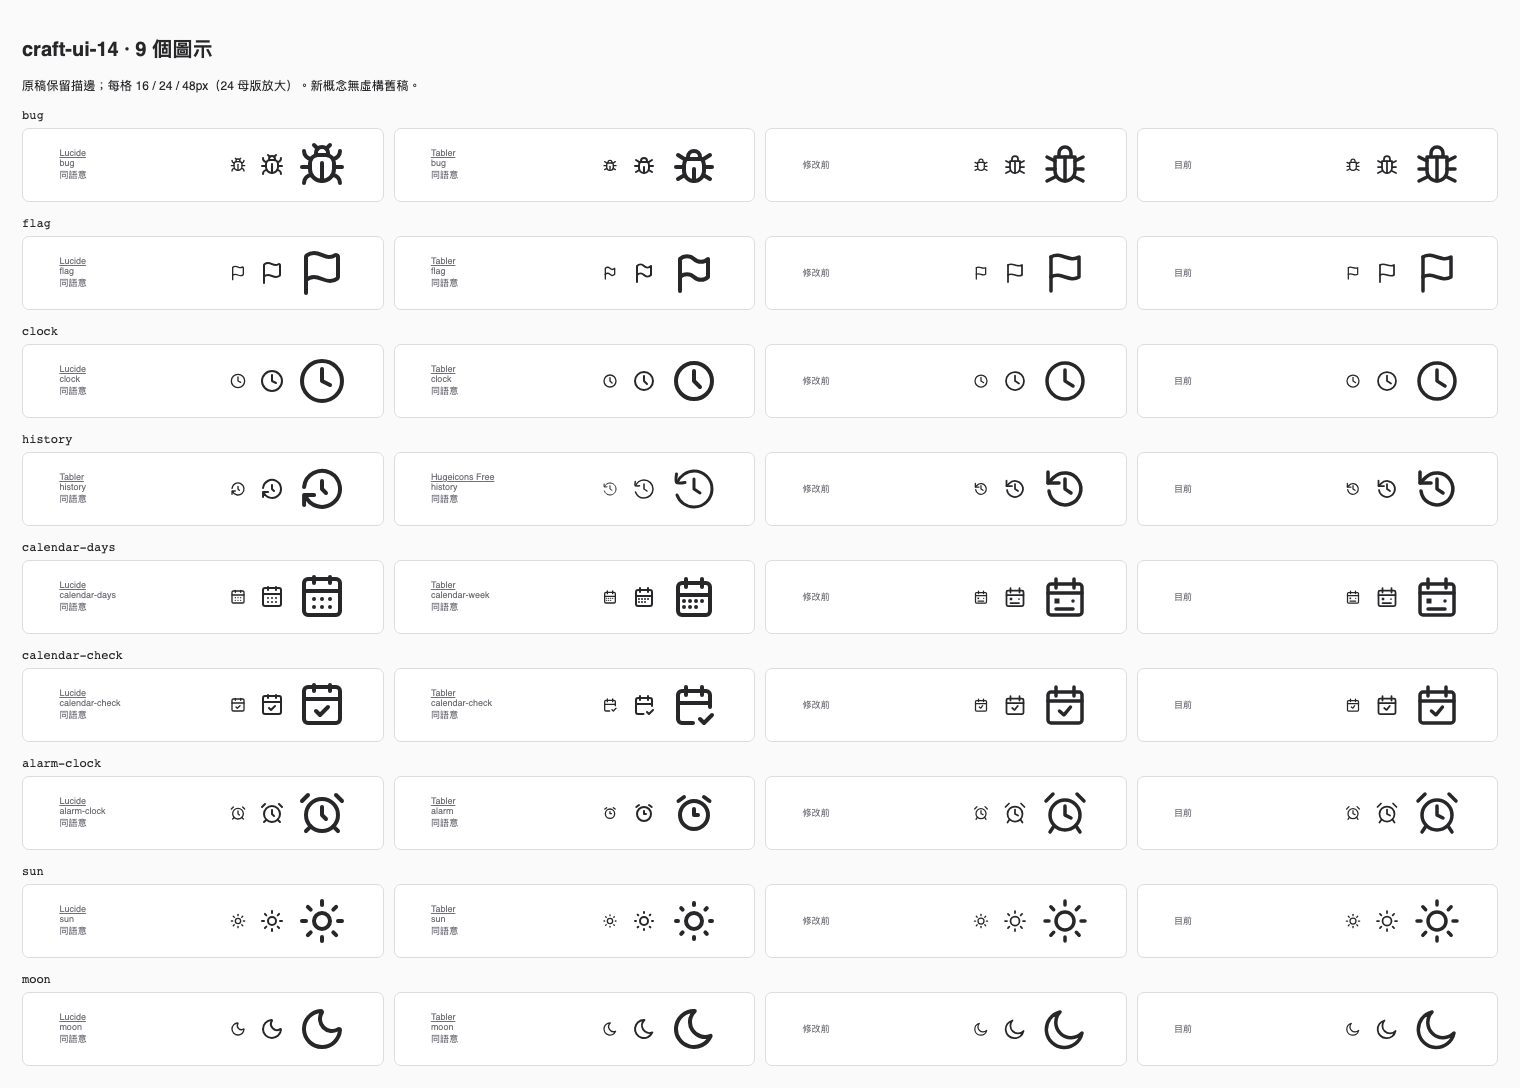 craft-ui-14 · 9 個圖示
原稿保留描邊；每格 16 / 24 / 48px（24 母版放大）。新概念無虛構舊稿。
bug
Lucide
bug
同語意
Tabler
bug
同語意
修改前
目前
flag
Lucide
flag
同語意
Tabler
flag
同語意
修改前
目前
clock
Lucide
clock
同語意
Tabler
clock
同語意
修改前
目前
history
Tabler
history
同語意
Hugeicons Free
history
同語意
修改前
目前
calendar-days
Lucide
calendar-days
同語意
Tabler
calendar-week
同語意
修改前
目前
calendar-check
Lucide
calendar-check
同語意
Tabler
calendar-check
同語意
修改前
目前
alarm-clock
Lucide
alarm-clock
同語意
Tabler
alarm
同語意
修改前
目前
sun
Lucide
sun
同語意
Tabler
sun
同語意
修改前
目前
moon
Lucide
moon
同語意
Tabler
moon
同語意
修改前
目前